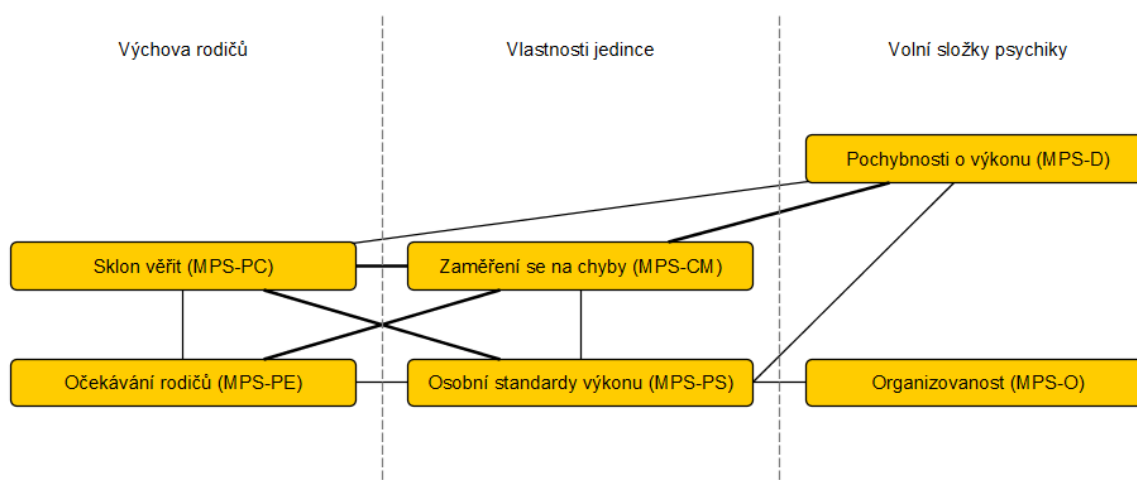 Výchova rodičů
Vlastnosti jedince
Volní složky psychiky
Pochybnosti o výkonu (MPS-D)
Sklon věřit (MPS-PC)
Zaměření se na chyby (MPS-CM)
Očekávání rodičů (MPS-PE)
Osobní standardy výkonu (MPS-PS)
Organizovanost (MPS-O)